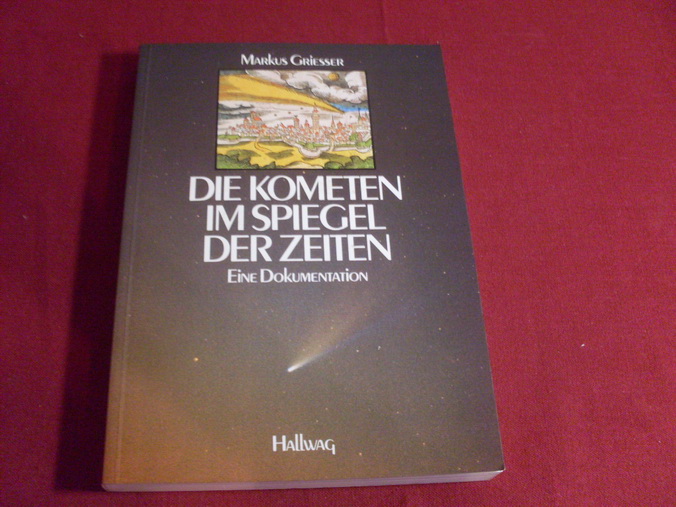 Markus Griesser
DIE KOMETEN
IM SPIEGEL
DER ZEITEN
Eine Dokumentation
Hallwag